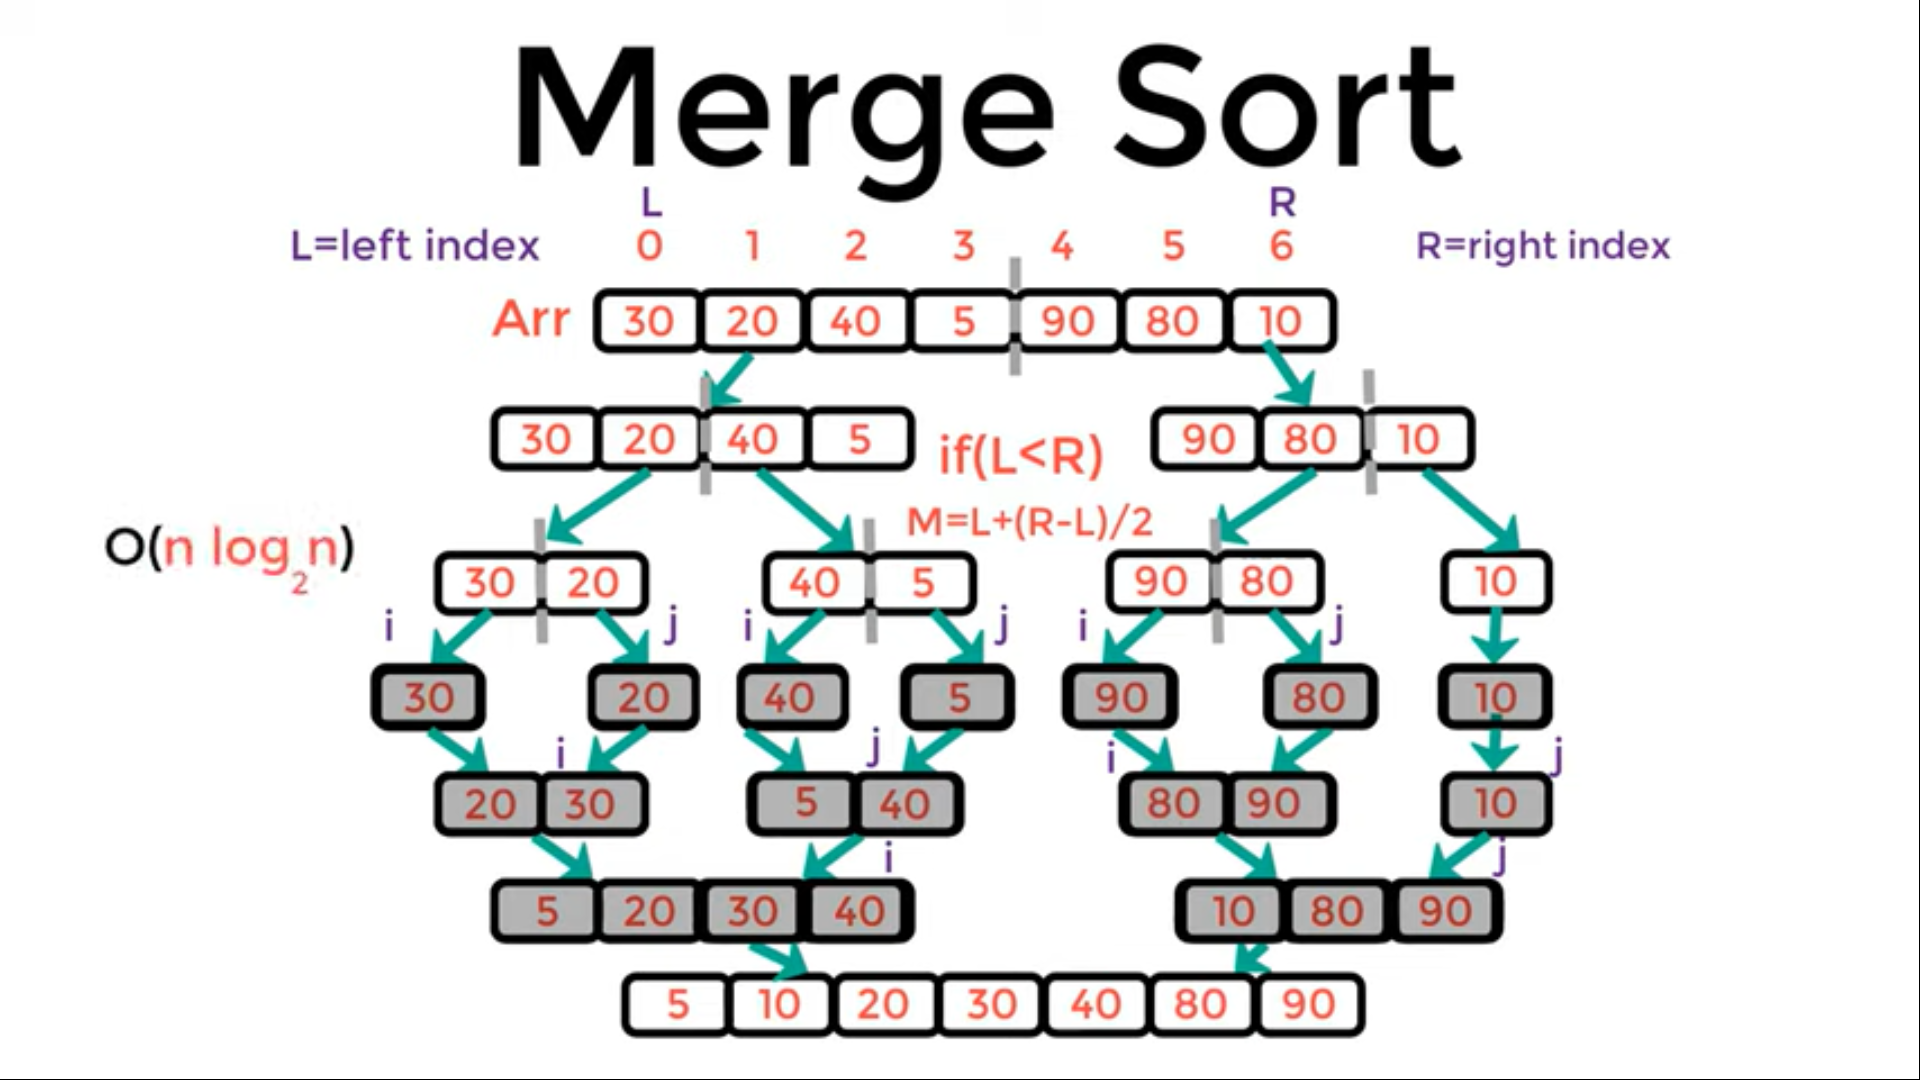 Merge Sort
L R
L=left index 0 1 2 3 4 5 6 R=right index
Arr 30 20 40 5 90 80 10
30 20 40 5 if(L<R) 90 80 10
M=L+(R-L)/2
O(n log₂n)
30 20 40 5 90 80 10
i j i j i j
30 20 40 5 90 80 10
i j i j
20 30 5 40 80 90 10
i j
5 20 30 40 10 80 90
5 10 20 30 40 80 90